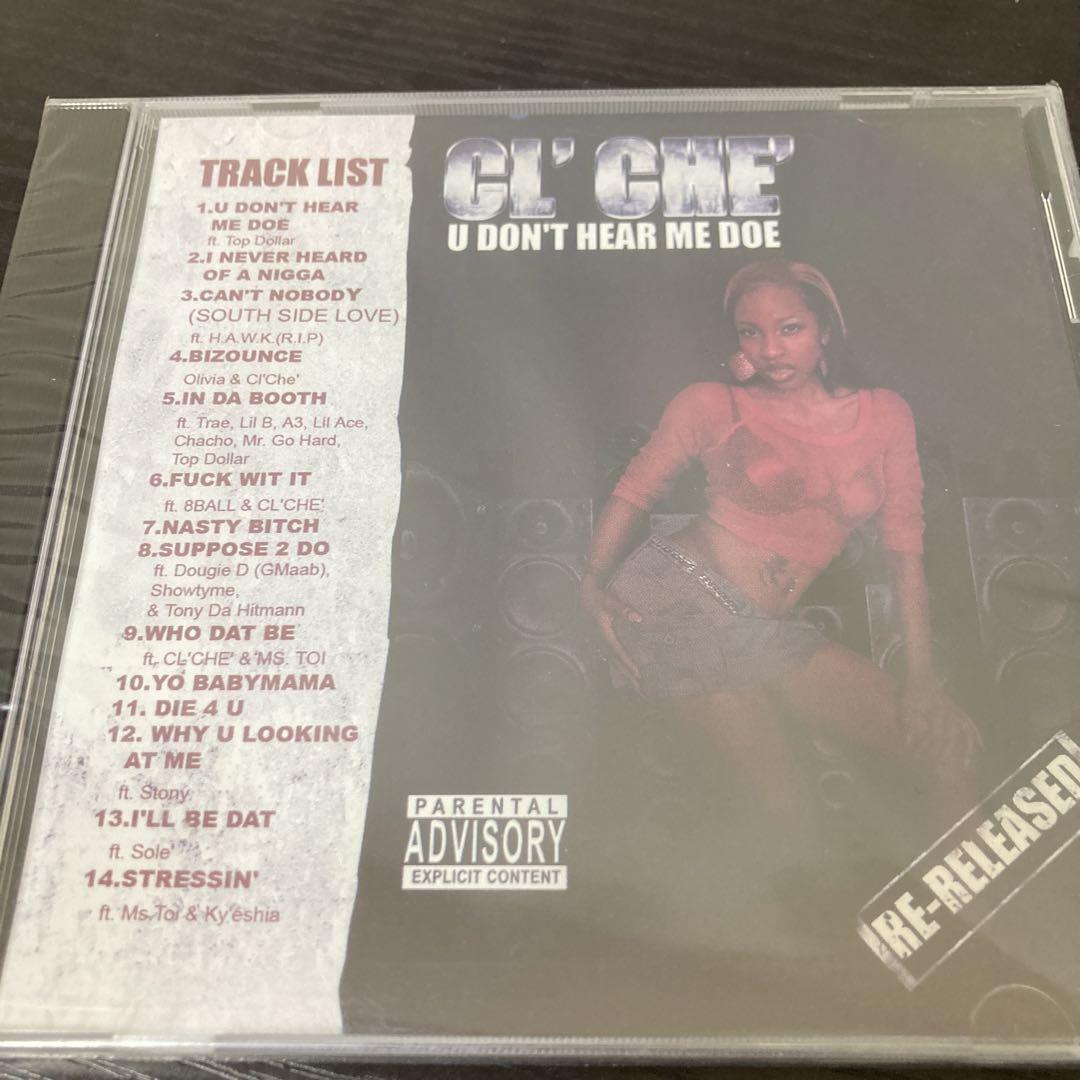 TRACK LIST
1.U DON'T HEAR
ME DOE
ft. Top Dollar
2.I NEVER HEARD
OF A NIGGA
3.CAN'T NOBODY
(SOUTH SIDE LOVE)
ft. H.A.W.K.(R.I.P)
4.BIZOUNCE
Olivia & Cl'Che'
5.IN DA BOOTH
ft. Trae, Lil B, A3, Lil Ace,
Chacho, Mr. Go Hard,
Top Dollar
6.FUCK WIT IT
ft. 8BALL & CL'CHE'
7.NASTY BITCH
8.SUPPOSE 2 DO
ft. Dougie D (GMaab),
Showtyme,
& Tony Da Hitmann
9.WHO DAT BE
ft. CL'CHE' & MS. TOI
10.YO BABYMAMA
11. DIE 4 U
12. WHY U LOOKING
AT ME
ft. Stony
13.I'LL BE DAT
ft. Sole'
14.STRESSIN'
ft. Ms.Toi & Ky'eshia
CL' CHE'
U DON'T HEAR ME DOE
PARENTAL
ADVISORY
EXPLICIT CONTENT
RE-RELEASED